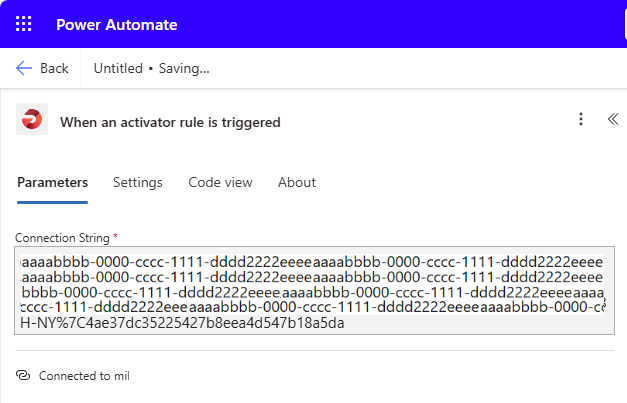 Power Automate
Back Untitled • Saving...
When an activator rule is triggered
Parameters Settings Code view About
Connection String *
aaaabbbb-0000-cccc-1111-dddd2222eeeeaaaabbbb-0000-cccc-1111-dddd2222eeee
aaaabbbb-0000-cccc-1111-dddd2222eeeeaaaabbbb-0000-cccc-1111-dddd2222eeee
bbbb-0000-cccc-1111-dddd2222eeeeaaaabbbb-0000-cccc-1111-dddd2222eeeeaaaa
cccc-1111-dddd2222eeeeaaaabbbb-0000-cccc-1111-dddd2222eeeeaaaabbbb-0000-c
H-NY%7C4ae37dc35225427b8eea4d547b18a5da
Connected to mil